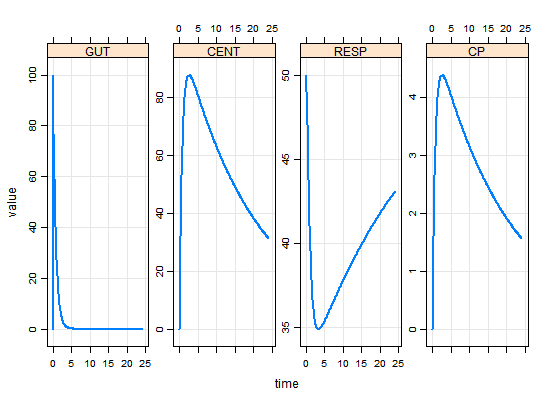 0 5 10 15 20 25
0 5 10 15 20 25
GUT
CENT
RESP
CP
value
0 20 40 60 80 100
0 20 40 60 80
35 40 45 50
0 1 2 3 4
0 5 10 15 20 25
0 5 10 15 20 25
time